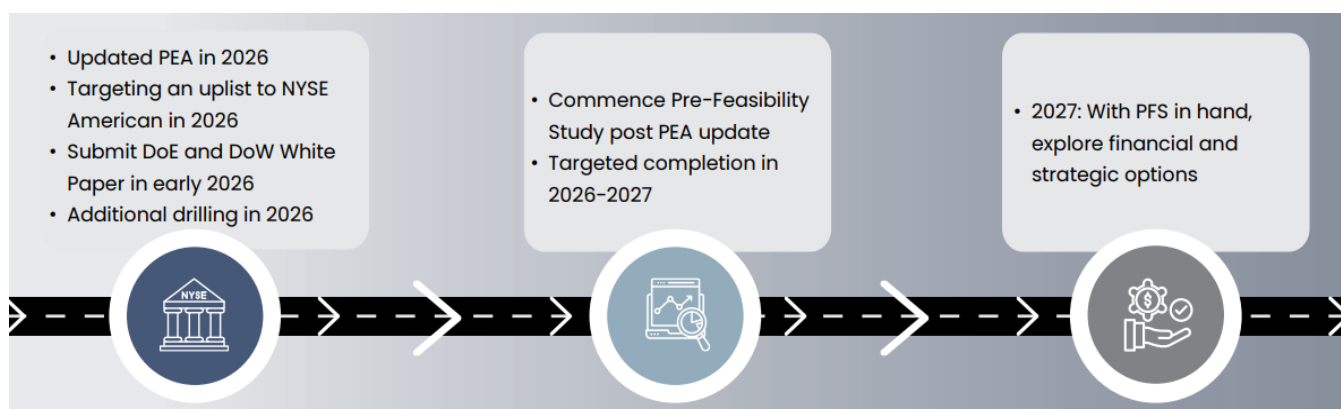 • Updated PEA in 2026
• Targeting an uplist to NYSE
American in 2026
• Submit DoE and DoW White
Paper in early 2026
• Additional drilling in 2026
NYSE
• Commence Pre-Feasibility
Study post PEA update
• Targeted completion in
2026-2027
• 2027: With PFS in hand,
explore financial and
strategic options
$